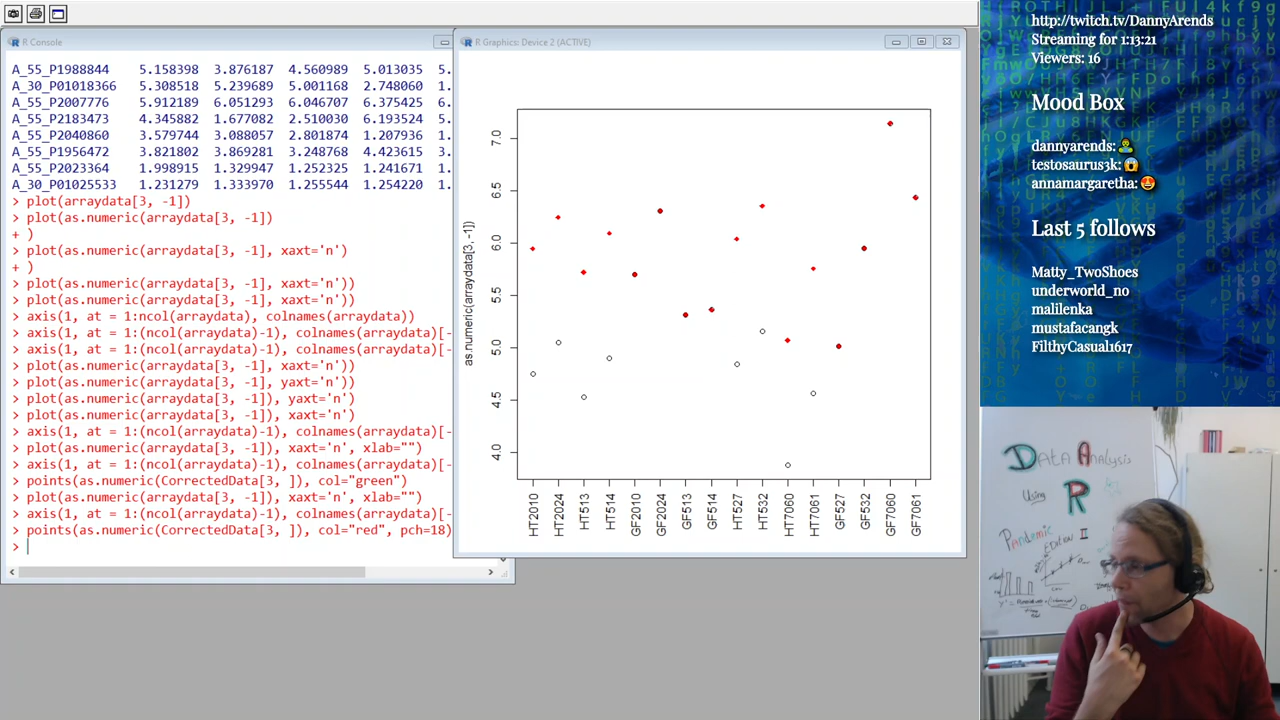 R Console
A_55_P1988844 5.158398 3.876187 4.560989 5.013035 5.
A_30_P01018366 5.308518 5.239689 5.001168 2.748060 1.
A_55_P2007776 5.912189 6.051293 6.046707 6.375425 6.
A_55_P2183473 4.345882 1.677082 2.510030 6.193524 5.
A_55_P2040860 3.579744 3.088057 2.801874 1.207936 3.
A_55_P1956472 3.821802 3.869281 3.248768 4.423615 3.
A_55_P2023364 1.998915 1.329947 1.252325 1.241671 1.
A_30_P01025533 1.231279 1.333970 1.255544 1.254220 1.
> plot(arraydata[3, -1])
> plot(as.numeric(arraydata[3, -1])
+ )
> plot(as.numeric(arraydata[3, -1], xaxt='n')
+ )
> plot(as.numeric(arraydata[3, -1], xaxt='n'))
> plot(as.numeric(arraydata[3, -1], xaxt='n'))
> axis(1, at = 1:ncol(arraydata), colnames(arraydata))
> axis(1, at = 1:(ncol(arraydata)-1), colnames(arraydata)[-
> axis(1, at = 1:(ncol(arraydata)-1), colnames(arraydata)[-
> plot(as.numeric(arraydata[3, -1], xaxt='n'))
> plot(as.numeric(arraydata[3, -1], yaxt='n'))
> plot(as.numeric(arraydata[3, -1]), yaxt='n')
> plot(as.numeric(arraydata[3, -1]), xaxt='n')
> axis(1, at = 1:(ncol(arraydata)-1), colnames(arraydata)[-
> plot(as.numeric(arraydata[3, -1]), xaxt='n', xlab="")
> axis(1, at = 1:(ncol(arraydata)-1), colnames(arraydata)[-
> points(as.numeric(CorrectedData[3, ]), col="green")
> plot(as.numeric(arraydata[3, -1]), xaxt='n', xlab="")
> axis(1, at = 1:(ncol(arraydata)-1), colnames(arraydata)[-
> points(as.numeric(CorrectedData[3, ]), col="red", pch=18)
>
R Graphics: Device 2 (ACTIVE)
as.numeric(arraydata[3, -1])
7.0
6.5
6.0
5.5
5.0
4.5
4.0
HT2010 HT2024 HT513 HT514 GF2010 GF2024 GF513 GF514 HT527 HT532 HT7060 HT7061 GF527 GF532 GF7060 GF7061
http://twitch.tv/DannyArends
Streaming for 1:13:21
Viewers: 16
Mood Box
dannyarends:
testosaurus3k:
annamargaretha:
Last 5 follows
Matty_TwoShoes
underworld_no
malilenka
mustafacangk
FilthyCasual1617
Data Analysis
Using
R
Pandemic
Edition II